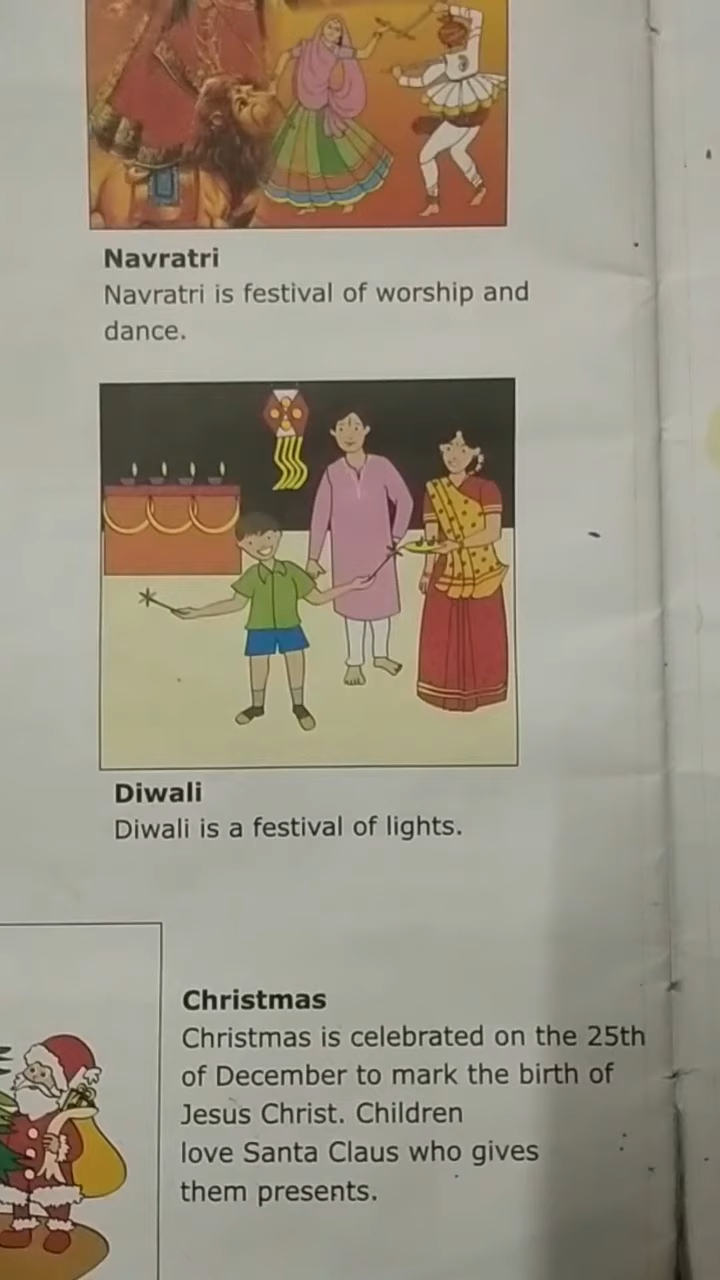 Navratri
Navratri is festival of worship and
dance.
Diwali
Diwali is a festival of lights.
Christmas
Christmas is celebrated on the 25th
of December to mark the birth of
Jesus Christ. Children
love Santa Claus who gives
them presents.